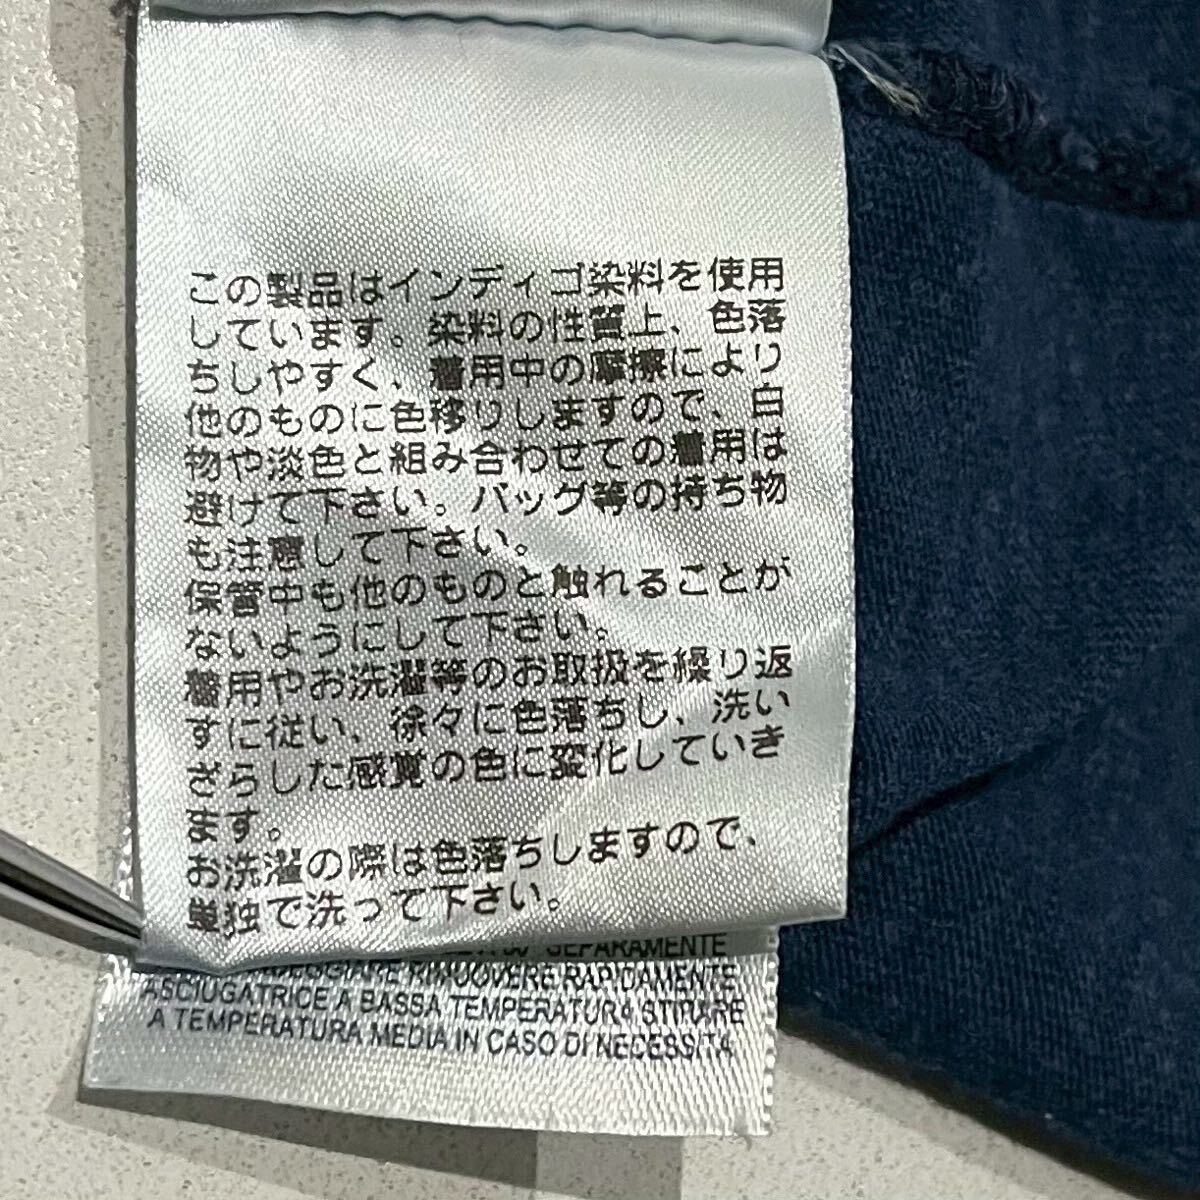 この製品はインディゴ染料を使用
しています。染料の性質上、色落
ちしやすく、着用中の摩擦により
他のものに色移りしますので、白
物や淡色と組み合わせての着用は
避けて下さい。バッグ等の持ち物
も注意して下さい。
保管中も他のものと触れることが
ないようにして下さい。
着用やお洗濯等のお取扱を繰り返
すに従い、徐々に色落ちし、洗い
ざらした感覚の色に変化していき
ます。
お洗濯の際は色落ちしますので、
単独で洗って下さい。
SEPARAMENTE
RIMUOVERE RAPIDAMENTE
ASCIUGATRICE A BASSA TEMPERATURA STIRARE
A TEMPERATURA MEDIA IN CASO DI NECESSITA